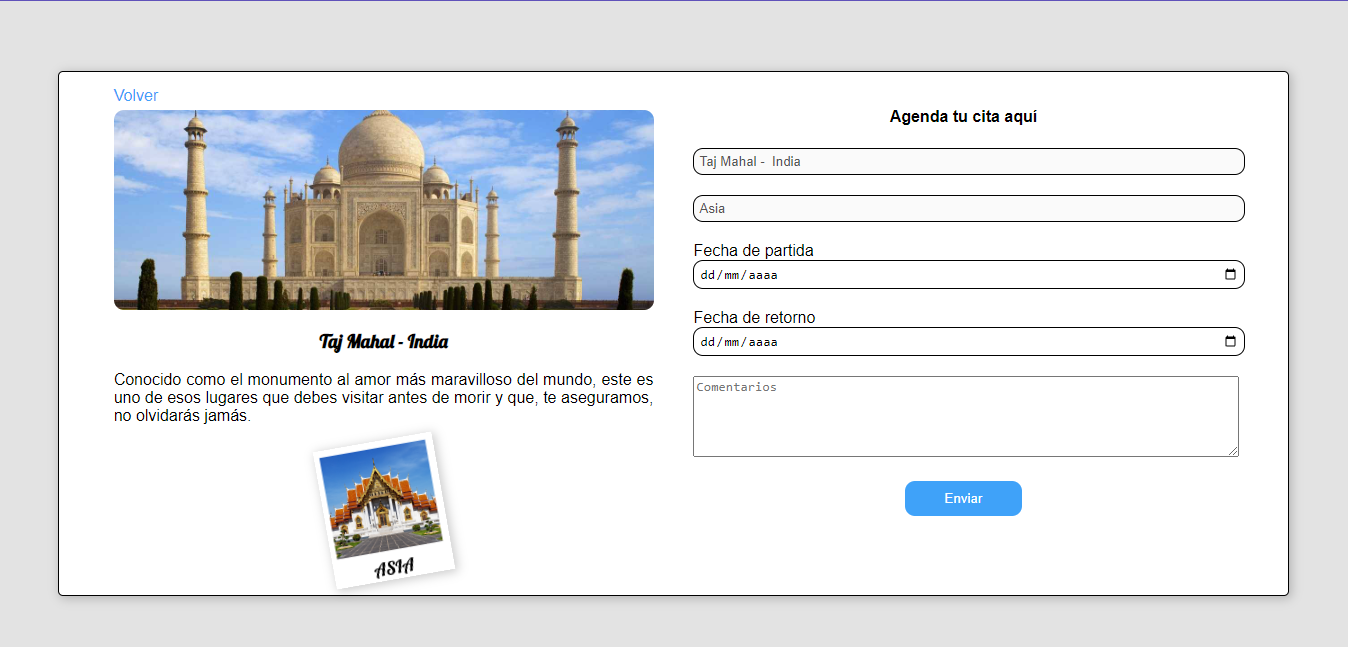 Volver
Taj Mahal - India
Conocido como el monumento al amor más maravilloso del mundo, este es
uno de esos lugares que debes visitar antes de morir y que, te aseguramos,
no olvidarás jamás.
ASIA
Agenda tu cita aquí
Taj Mahal -  India
Asia
Fecha de partida
dd/mm/aaaa
Fecha de retorno
dd/mm/aaaa
Comentarios
Enviar